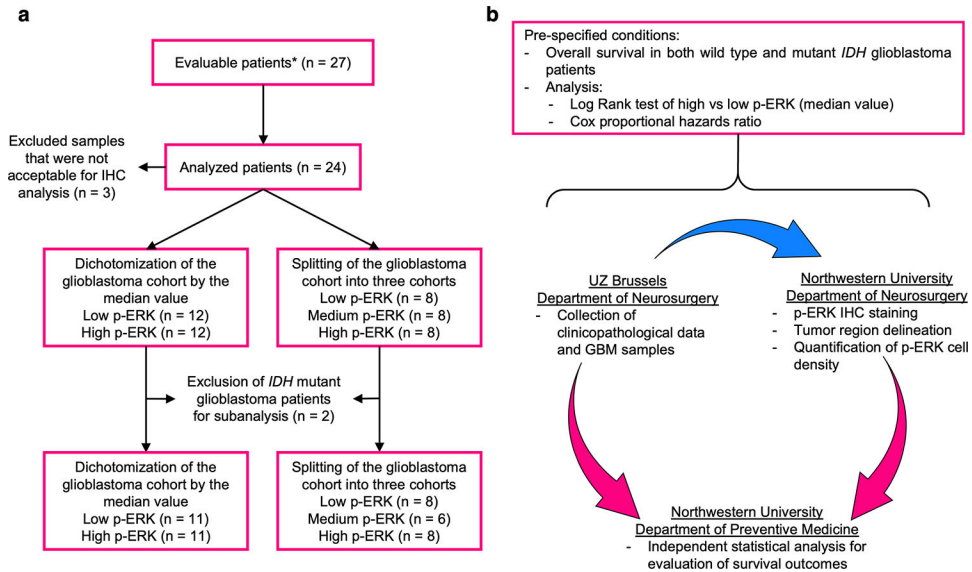 a
Evaluable patients* (n = 27)
Excluded samples
that were not
acceptable for IHC
analysis (n = 3)
Analyzed patients (n = 24)
Dichotomization of the
glioblastoma cohort by the
median value
Low p-ERK (n = 12)
High p-ERK (n = 12)
Splitting of the glioblastoma
cohort into three cohorts
Low p-ERK (n = 8)
Medium p-ERK (n = 8)
High p-ERK (n = 8)
Exclusion of IDH mutant
glioblastoma patients
for subanalysis (n = 2)
Dichotomization of the
glioblastoma cohort by the
median value
Low p-ERK (n = 11)
High p-ERK (n = 11)
Splitting of the glioblastoma
cohort into three cohorts
Low p-ERK (n = 8)
Medium p-ERK (n = 6)
High p-ERK (n = 8)
b
Pre-specified conditions:
- Overall survival in both wild type and mutant IDH glioblastoma
patients
- Analysis:
- Log Rank test of high vs low p-ERK (median value)
- Cox proportional hazards ratio
UZ Brussels
Department of Neurosurgery
- Collection of
clinicopathological data
and GBM samples
Northwestern University
Department of Neurosurgery
- p-ERK IHC staining
- Tumor region delineation
- Quantification of p-ERK cell
density
Northwestern University
Department of Preventive Medicine
- Independent statistical analysis for
evaluation of survival outcomes